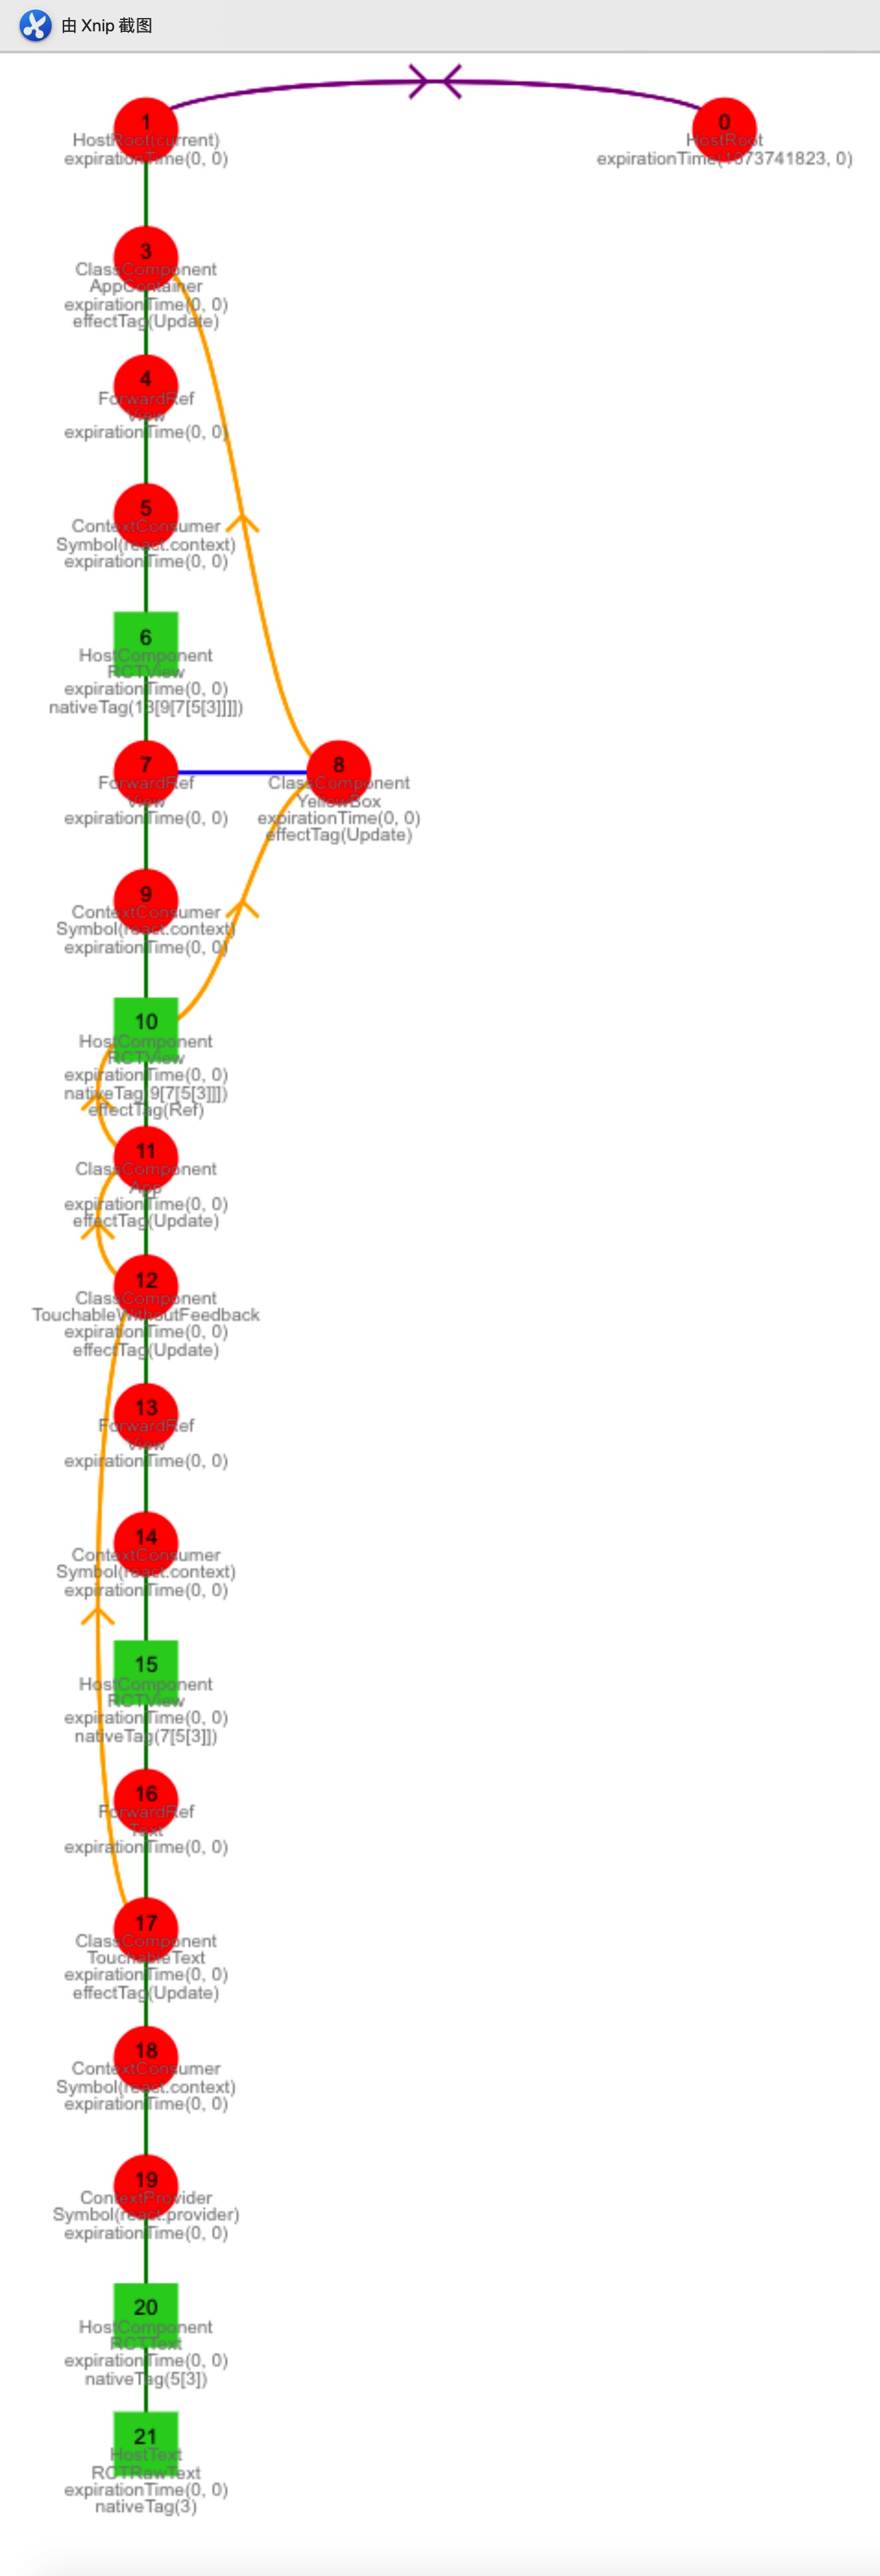 由 Xnip 截图
1
HostRoot(current)
expirationTime(0, 0)
0
HostRoot
expirationTime(1073741823, 0)
3
ClassComponent
AppContainer
expirationTime(0, 0)
effectTag(Update)
4
ForwardRef
View
expirationTime(0, 0)
5
ContextConsumer
Symbol(react.context)
expirationTime(0, 0)
6
HostComponent
RCTView
expirationTime(0, 0)
nativeTag(13[9[7[5[3]]]])
7
ForwardRef
View
expirationTime(0, 0)
8
ClassComponent
YellowBox
expirationTime(0, 0)
effectTag(Update)
9
ContextConsumer
Symbol(react.context)
expirationTime(0, 0)
10
HostComponent
RCTView
expirationTime(0, 0)
nativeTag(9[7[5[3]]])
effectTag(Ref)
11
ClassComponent
App
expirationTime(0, 0)
effectTag(Update)
12
ClassComponent
TouchableWithoutFeedback
expirationTime(0, 0)
effectTag(Update)
13
ForwardRef
View
expirationTime(0, 0)
14
ContextConsumer
Symbol(react.context)
expirationTime(0, 0)
15
HostComponent
RCTView
expirationTime(0, 0)
nativeTag(7[5[3]])
16
ForwardRef
Text
expirationTime(0, 0)
17
ClassComponent
TouchableText
expirationTime(0, 0)
effectTag(Update)
18
ContextConsumer
Symbol(react.context)
expirationTime(0, 0)
19
ContextProvider
Symbol(react.provider)
expirationTime(0, 0)
20
HostComponent
RCTText
expirationTime(0, 0)
nativeTag(5[3])
21
HostText
RCTRawText
expirationTime(0, 0)
nativeTag(3)